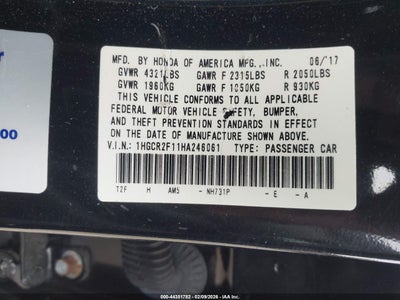 MFD. BY HONDA OF AMERICA MFG., INC. 06/17
GVWR 4321LBS GAWR F 2315LBS R 2050LBS
GVWR 1960KG GAWR F 1050KG R 930KG
THIS VEHICLE CONFORMS TO ALL APPLICABLE
FEDERAL MOTOR VEHICLE SAFETY, BUMPER,
AND THEFT PREVENTION STANDARDS IN EFFECT
ON THE DATE OF MANUFACTURE SHOWN ABOVE.
V.I.N: 1HGCR2F11HA246061 TYPE: PASSENGER CAR
T2F H AM5 - NH731P - E - A
00
000-44351782 - 02/09/2026 - IAA, Inc.